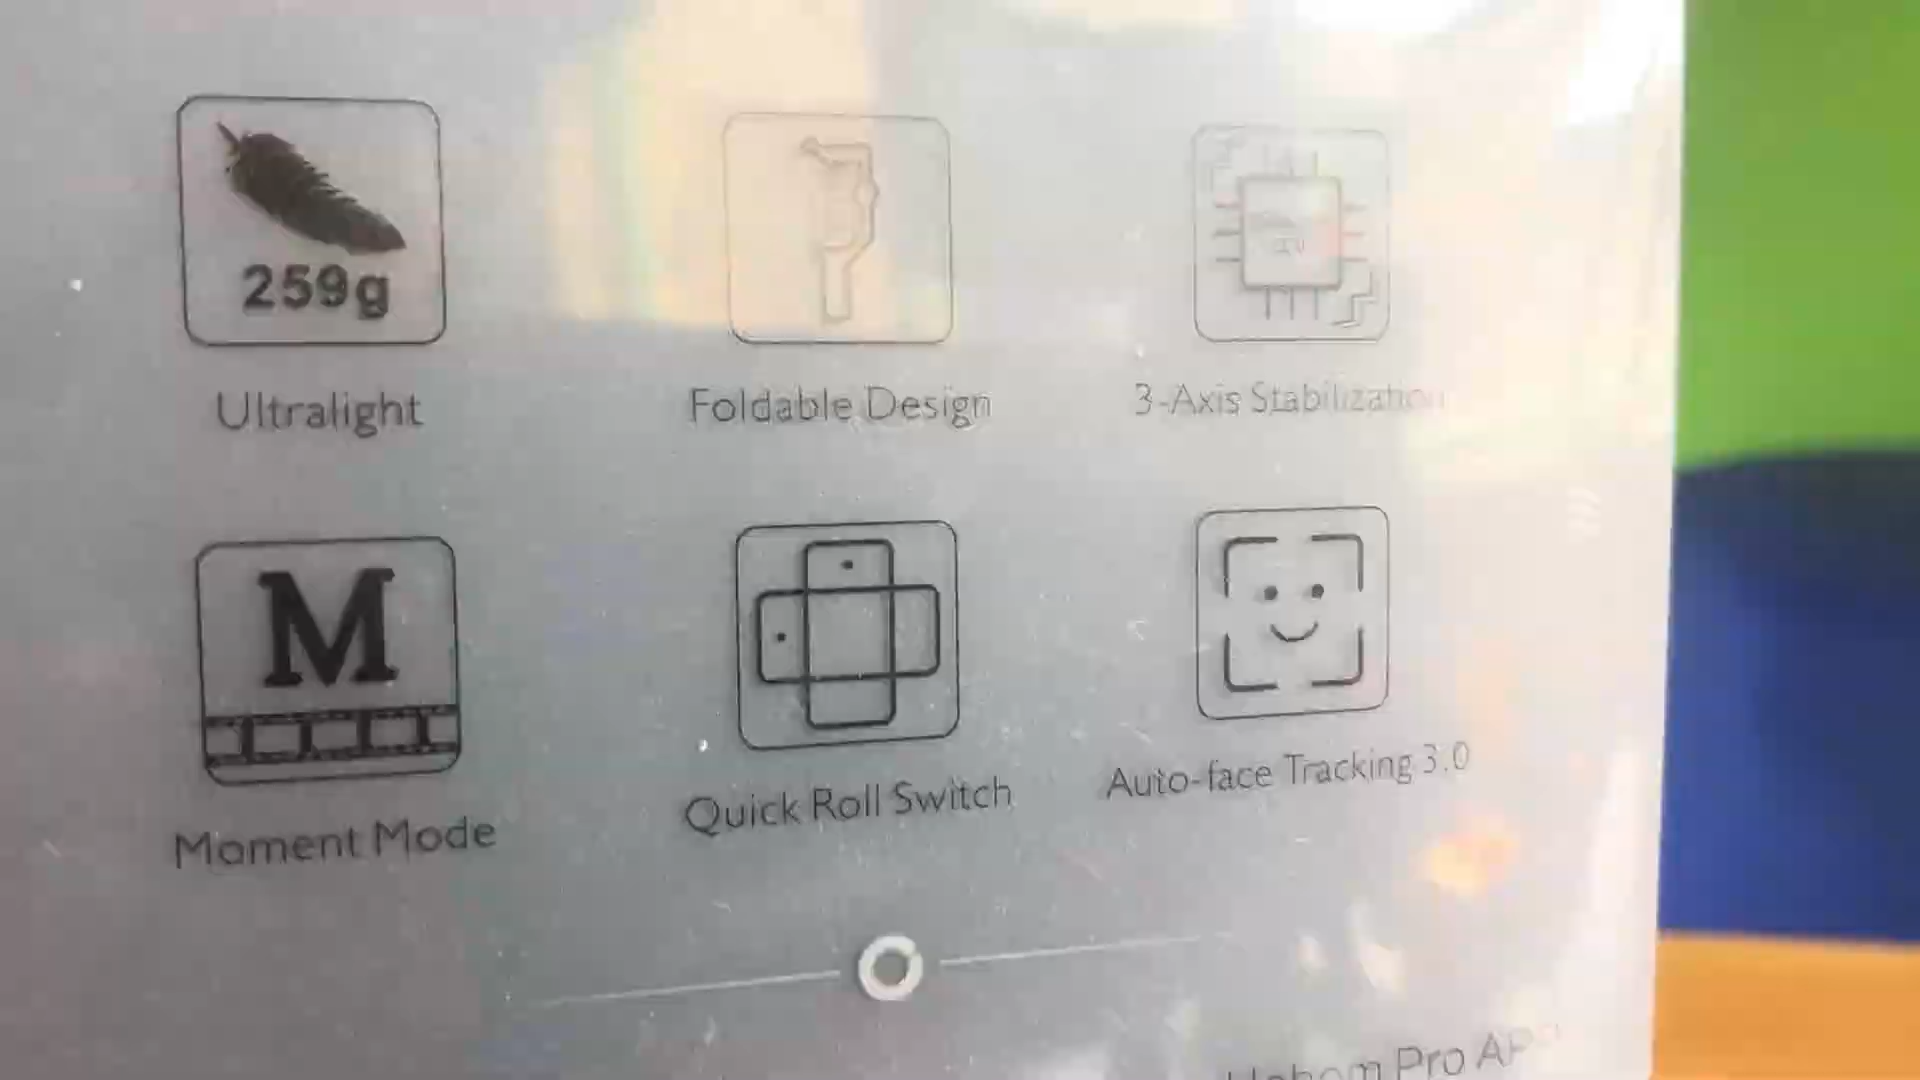 259g
Ultralight
Foldable Design
3-Axis Stabilization
M
Moment Mode
Quick Roll Switch
Auto-face Tracking 3.0
Pro